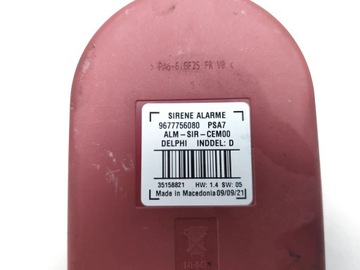 SIRENE ALARME
9677756080 PSA7
ALM-SIR-CEM00
DELPHI INDDEL: D
35158821 HW: 1.4 SW: 05
Made in Macedonia 09/09/21